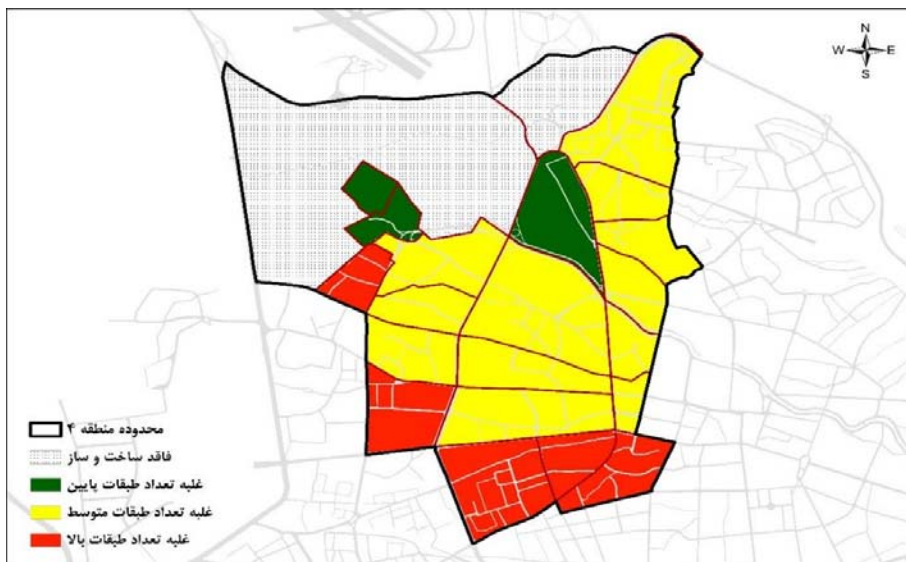 N
W E
S
محدوده منطقه ۴
فاقد ساخت و ساز
غلبه تعداد طبقات پایین
غلبه تعداد طبقات متوسط
غلبه تعداد طبقات بالا